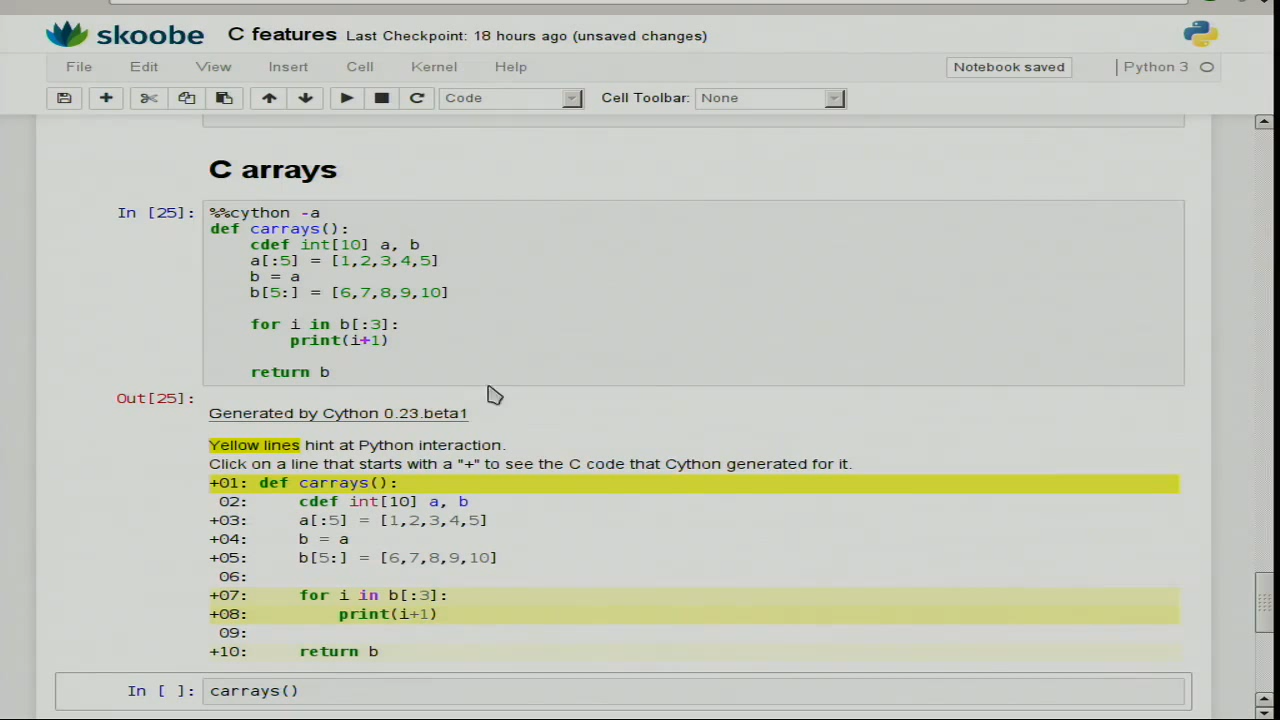 skoobe C features Last Checkpoint: 18 hours ago (unsaved changes)
File Edit View Insert Cell Kernel Help Notebook saved Python 3
Code Cell Toolbar: None
C arrays
In [25]: %%cython -a
def carrays():
    cdef int[10] a, b
    a[:5] = [1,2,3,4,5]
    b = a
    b[5:] = [6,7,8,9,10]
    for i in b[:3]:
        print(i+1)
    return b
Out[25]:
Generated by Cython 0.23.beta1
Yellow lines hint at Python interaction.
Click on a line that starts with a "+" to see the C code that Cython generated for it.
+01: def carrays():
02:     cdef int[10] a, b
+03:     a[:5] = [1,2,3,4,5]
+04:     b = a
+05:     b[5:] = [6,7,8,9,10]
06:
+07:     for i in b[:3]:
+08:         print(i+1)
09:
+10:     return b
In [ ]: carrays()